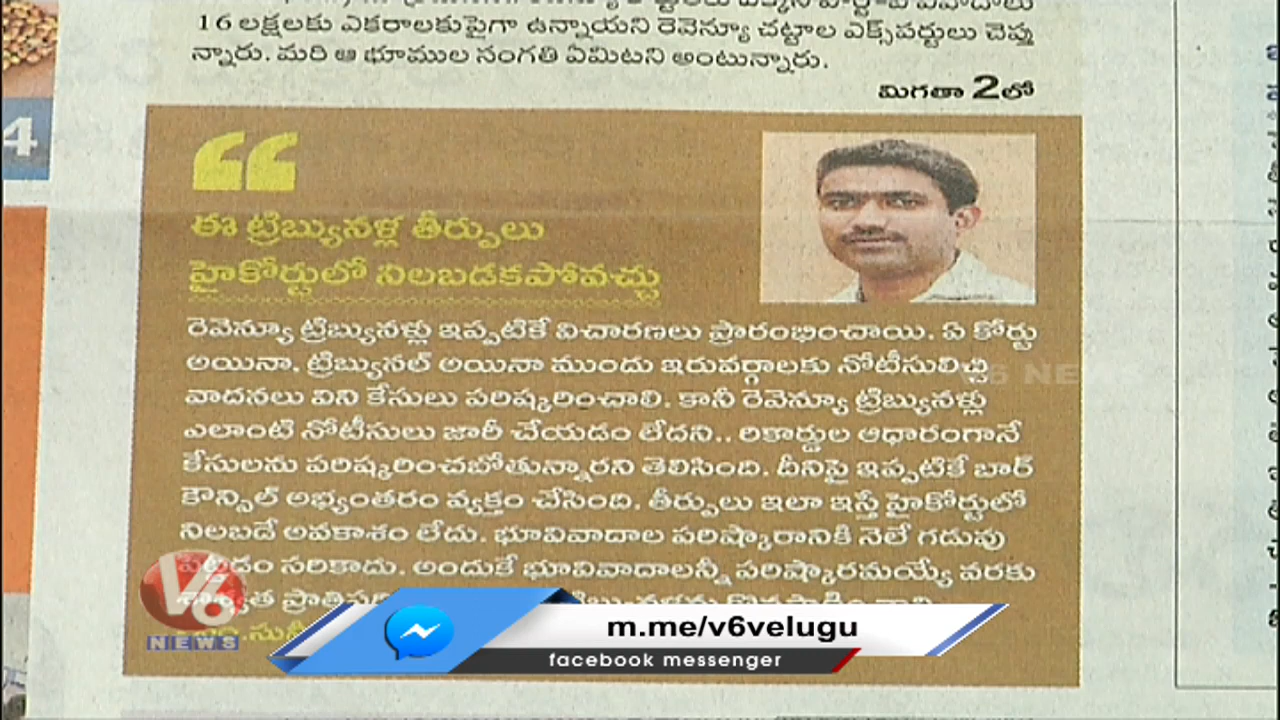 16 లక్షలకు ఎకరాలకుపైగా ఉన్నాయని రెవెన్యూ చట్టాల ఎక్స్‌పర్టులు చెప్తు
న్నారు. మరి ఆ భూముల సంగతి ఏమిటని అంటున్నారు.
మిగతా 2లో
4
ఈ ట్రిబ్యునళ్ల తీర్పులు
హైకోర్టులో నిలబడకపోవచ్చు
రెవెన్యూ ట్రిబ్యునళ్లు ఇప్పటికే విచారణలు ప్రారంభించాయి. ఏ కోర్టు
అయినా. ట్రిబ్యునల్ అయినా ముందు ఇరువర్గాలకు నోటీసులిచ్చి
వాదనలు విని కేసులు పరిష్కరించాలి. కానీ రెవెన్యూ ట్రిబ్యునళ్లు
ఎలాంటి నోటీసులు జారీ చేయడం లేదని.. రికార్డుల ఆధారంగానే
కేసులను పరిష్కరించబోతున్నారని తెలిసింది. దీనిపై ఇప్పటికే బార్
కౌన్సిల్ అభ్యంతరం వ్యక్తం చేసింది. తీర్పులు ఇలా ఇస్తే హైకోర్టులో
నిలబడే అవకాశం లేదు. భూవివాదాల పరిష్కారానికి నెలే గడువు
సరికాదు. అందుకే భూవివాదాలన్నీ పరిష్కారమయ్యే వరకు
V6 NEWS
V6
NEWS
m.me/v6velugu
facebook messenger